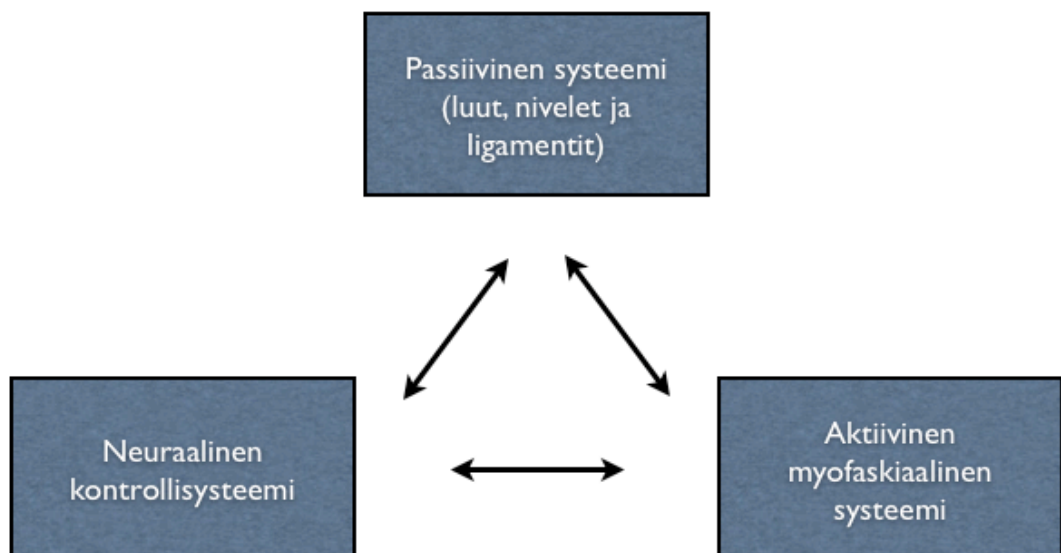 Passiivinen systeemi
(luut, nivelet ja
ligamentit)
Neuraalinen
kontrollisysteemi
Aktiivinen
myofaskiaalinen
systeemi